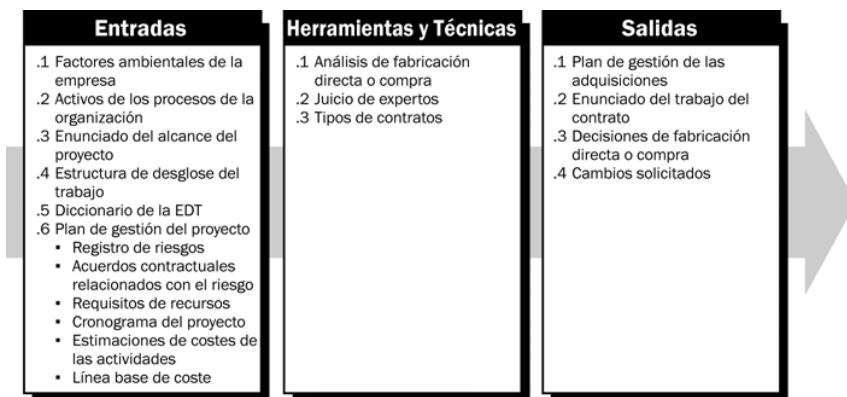 Entradas
.1 Factores ambientales de la
empresa
.2 Activos de los procesos de la
organización
.3 Enunciado del alcance del
proyecto
.4 Estructura de desglose del
trabajo
.5 Diccionario de la EDT
.6 Plan de gestión del proyecto
▪ Registro de riesgos
▪ Acuerdos contractuales
relacionados con el riesgo
▪ Requisitos de recursos
▪ Cronograma del proyecto
▪ Estimaciones de costes de
las actividades
▪ Línea base de coste
Herramientas y Técnicas
.1 Análisis de fabricación
directa o compra
.2 Juicio de expertos
.3 Tipos de contratos
Salidas
.1 Plan de gestión de las
adquisiciones
.2 Enunciado del trabajo del
contrato
.3 Decisiones de fabricación
directa o compra
.4 Cambios solicitados